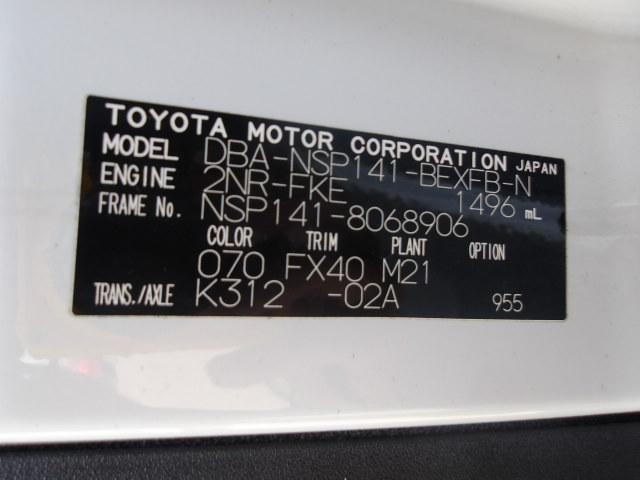 TOYOTA MOTOR CORPORATION JAPAN
MODEL DBA-NSP141-BEXFB-N
ENGINE 2NR-FKE 1496 mL
FRAME No. NSP141-8068906
COLOR TRIM PLANT OPTION
070 FX40 M21
TRANS./AXLE K312 -02A 955